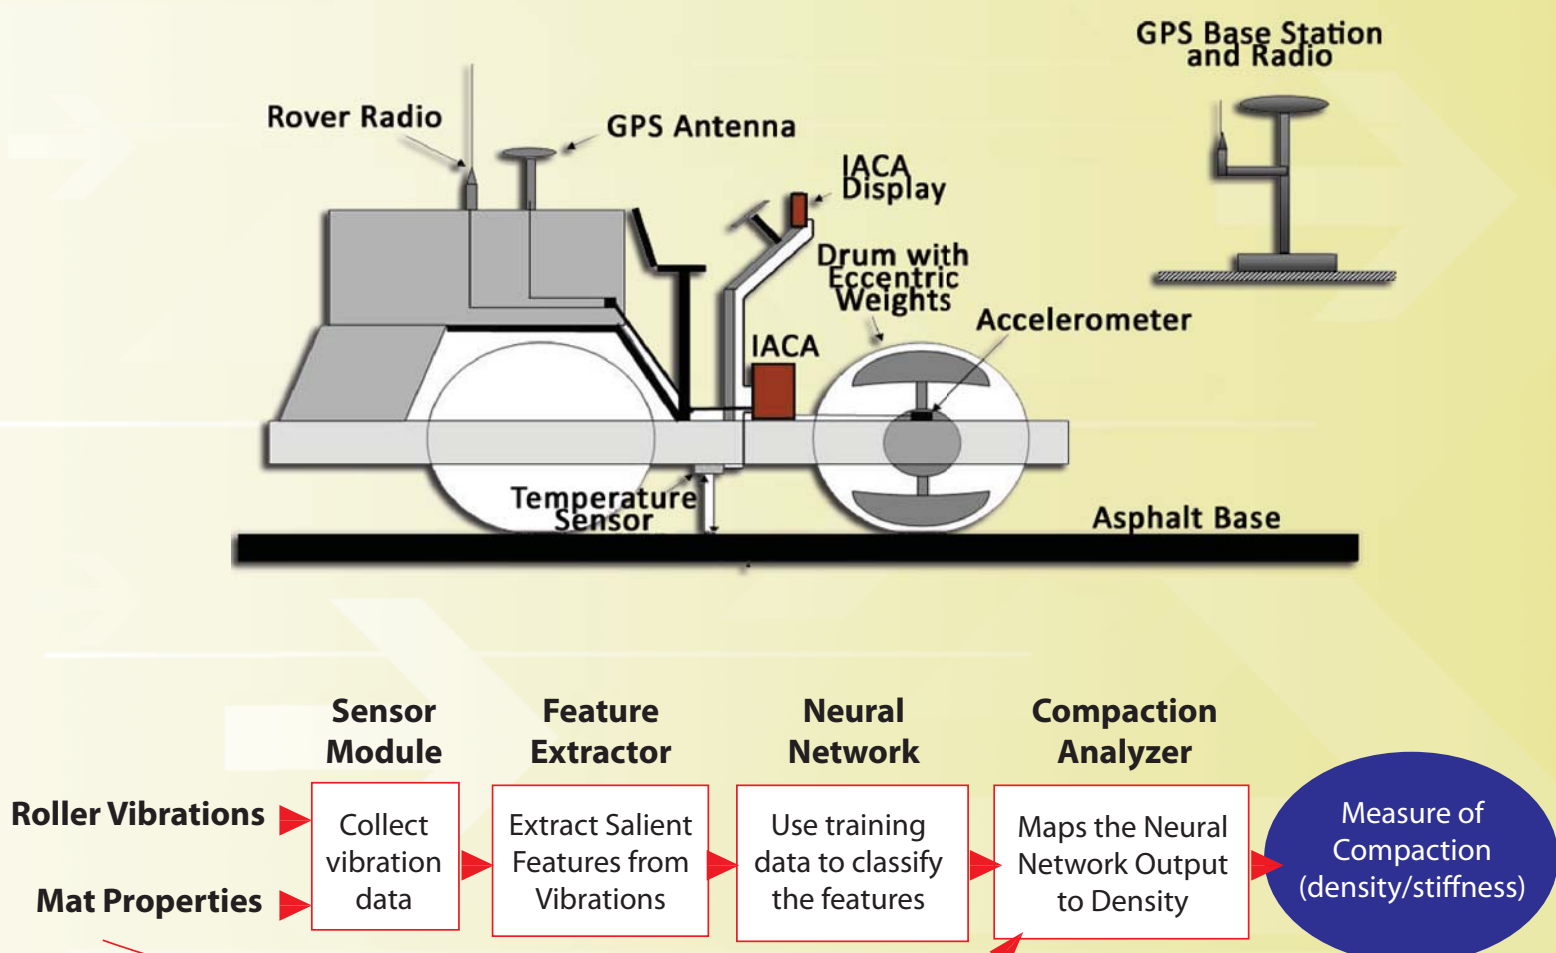 GPS Base Station
and Radio
Rover Radio
GPS Antenna
IACA
Display
Drum with
Eccentric
Weights
Accelerometer
IACA
Temperature
Sensor
Asphalt Base
Sensor
Module
Feature
Extractor
Neural
Network
Compaction
Analyzer
Roller Vibrations
Mat Properties
Collect
vibration
data
Extract Salient
Features from
Vibrations
Use training
data to classify
the features
Maps the Neural
Network Output
to Density
Measure of
Compaction
(density/stiffness)